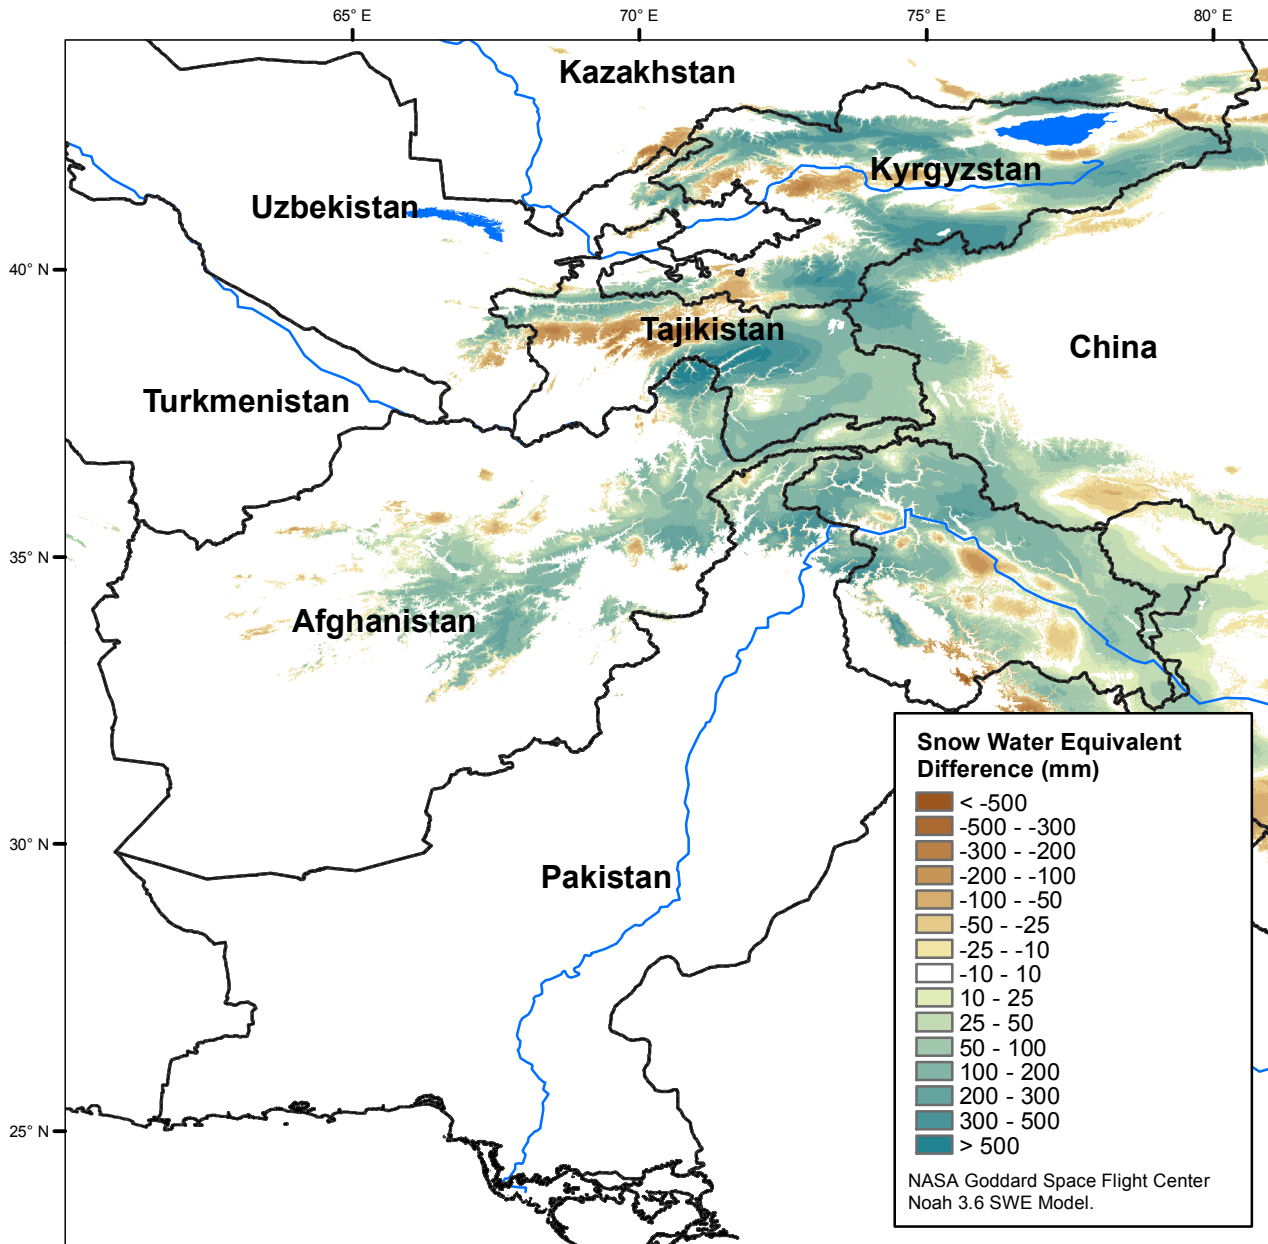 65° E
70° E
75° E
80° E
Kazakhstan
Kyrgyzstan
Uzbekistan
40° N
Tajikistan
China
Turkmenistan
35° N
Afghanistan
Snow Water Equivalent
Difference (mm)
< -500
-500 - -300
-300 - -200
-200 - -100
-100 - -50
-50 - -25
-25 - -10
-10 - 10
10 - 25
25 - 50
50 - 100
100 - 200
200 - 300
300 - 500
> 500
NASA Goddard Space Flight Center
Noah 3.6 SWE Model.
30° N
Pakistan
25° N